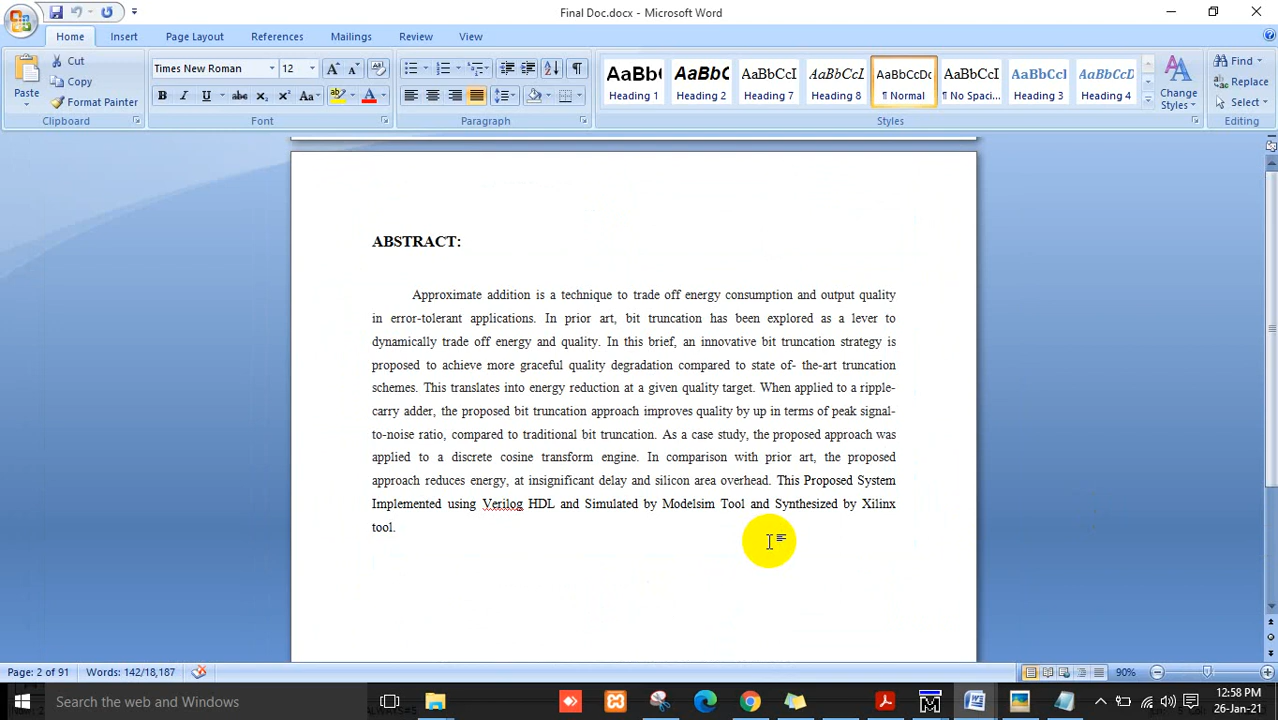 Final Doc.docx - Microsoft Word
Home Insert Page Layout References Mailings Review View
Paste Cut Copy Format Painter Clipboard
Times New Roman 12 Font
Paragraph
AaBb( AaBbCc AaBbCcI AaBbCcL AaBbCcDc AaBbCcI AaBbCcI AaBbCcD
Heading 1 Heading 2 Heading 7 Heading 8 ¶ Normal ¶ No Spaci... Heading 3 Heading 4
Change Styles
Styles
Find Replace Select
Editing
ABSTRACT:
Approximate addition is a technique to trade off energy consumption and output quality
in error-tolerant applications. In prior art, bit truncation has been explored as a lever to
dynamically trade off energy and quality. In this brief, an innovative bit truncation strategy is
proposed to achieve more graceful quality degradation compared to state of- the-art truncation
schemes. This translates into energy reduction at a given quality target. When applied to a ripple-
carry adder, the proposed bit truncation approach improves quality by up in terms of peak signal-
to-noise ratio, compared to traditional bit truncation. As a case study, the proposed approach was
applied to a discrete cosine transform engine. In comparison with prior art, the proposed
approach reduces energy, at insignificant delay and silicon area overhead. This Proposed System
Implemented using Verilog HDL and Simulated by Modelsim Tool and Synthesized by Xilinx
tool.
Page: 2 of 91 Words: 142/18,187 90%
Search the web and Windows
12:58 PM
26-Jan-21